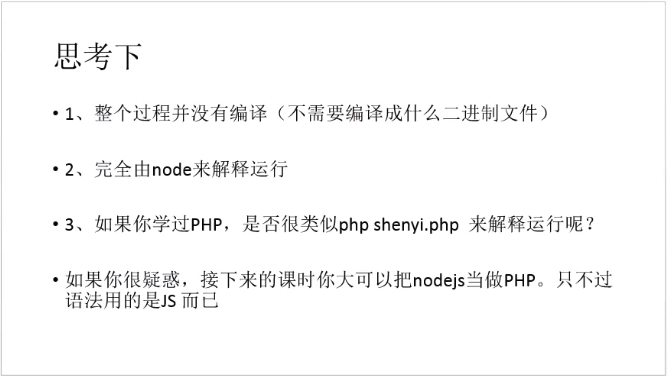 思考下
• 1、整个过程并没有编译（不需要编译成什么二进制文件）
• 2、完全由node来解释运行
• 3、如果你学过PHP，是否很类似php shenyi.php 来解释运行呢？
• 如果你很疑惑，接下来的课时你大可以把nodejs当做PHP。只不过
语法用的是JS 而已